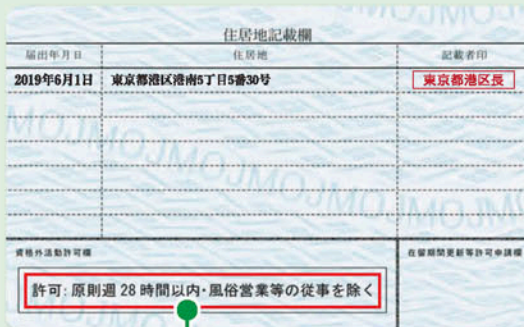 住居地記載欄
届出年月日 住居地 記載者印
2019年6月1日 東京都港区港南5丁目5番30号 東京都港区長
MOJMOJMOJMOJMOJMOJ
資格外活動許可欄 在留期間更新等許可申請欄
許可:原則週28時間以内・風俗営業等の従事を除く